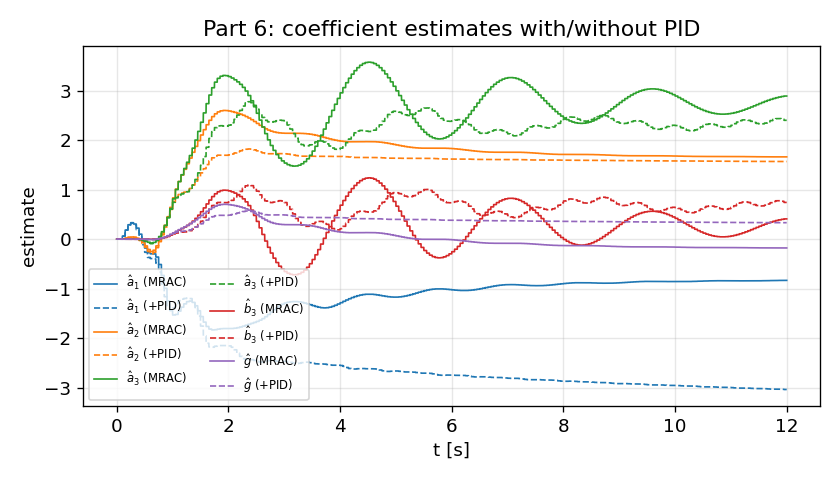 Part 6: coefficient estimates with/without PID
estimate
3
2
1
0
−1
−2
−3
â₁ (MRAC)
â₁ (+PID)
â₂ (MRAC)
â₂ (+PID)
â₃ (MRAC)
â₃ (+PID)
b̂₃ (MRAC)
b̂₃ (+PID)
ĝ (MRAC)
ĝ (+PID)
0 2 4 6 8 10 12
t [s]